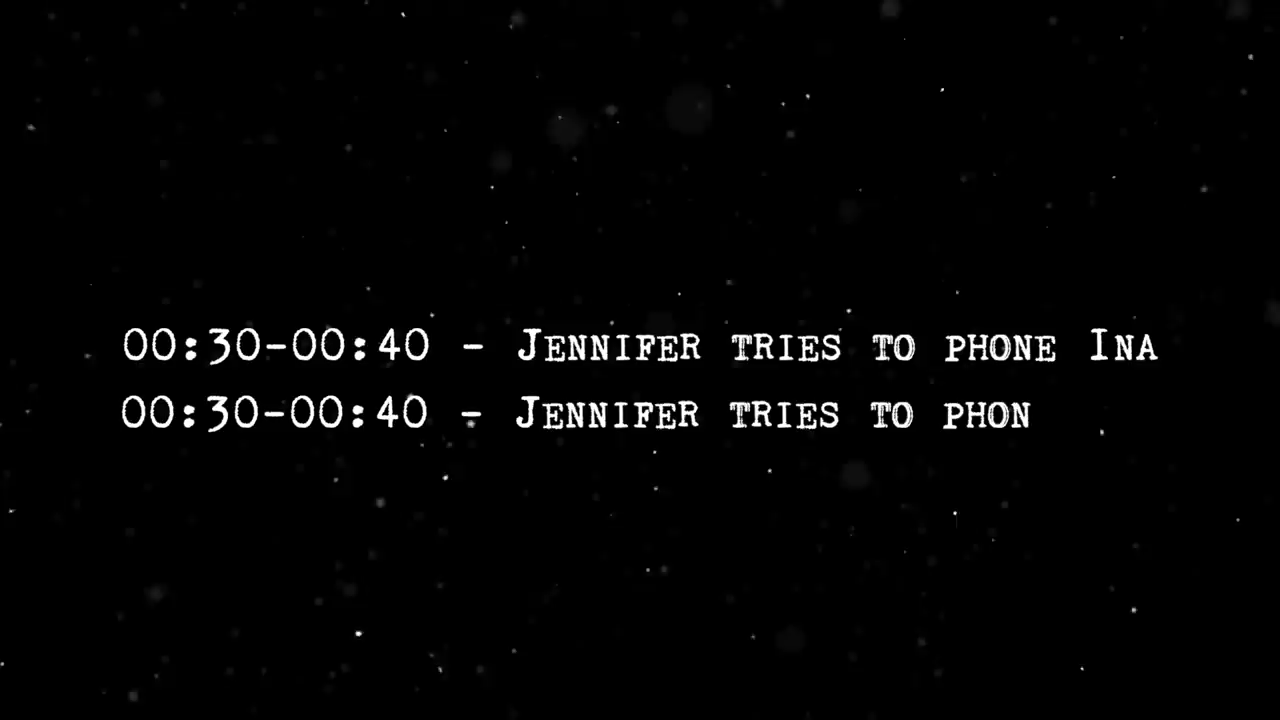 00:30-00:40 - Jennifer tries to phone Ina
00:30-00:40 - Jennifer tries to phon